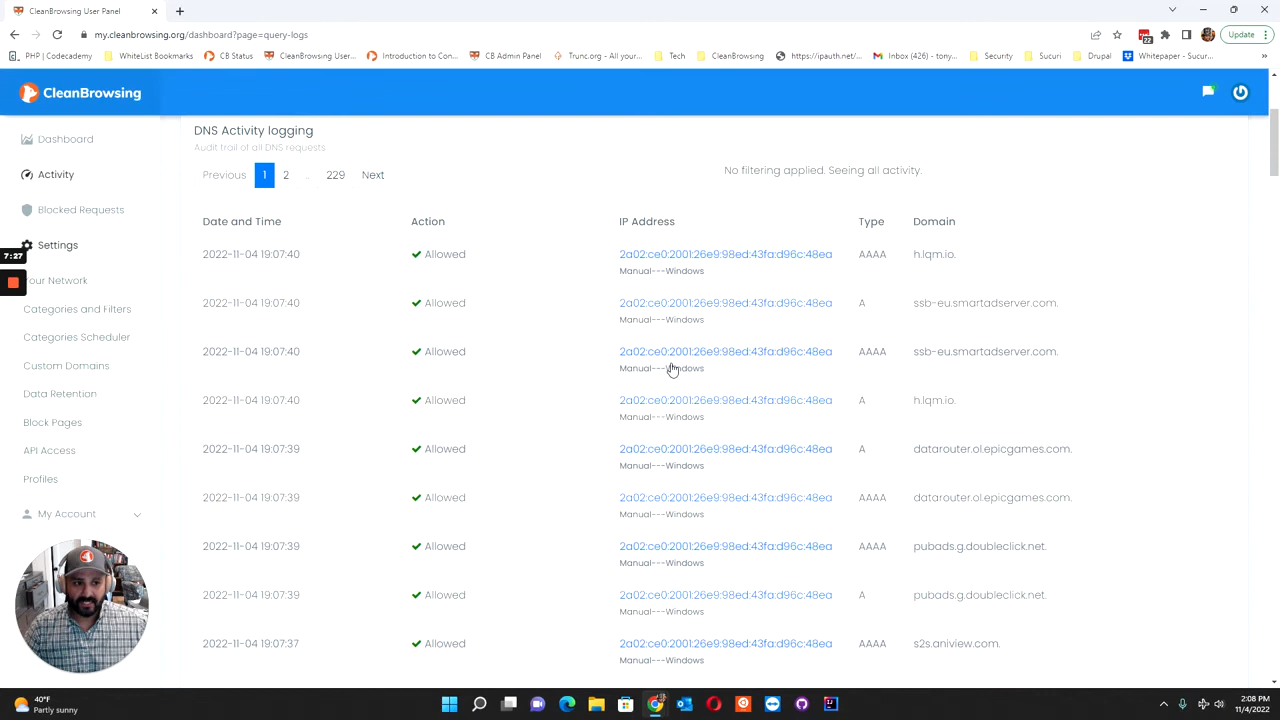 CleanBrowsing User Panel
my.cleanbrowsing.org/dashboard?page=query-logs
22
Update
PHP | Codecademy
WhiteList Bookmarks
CB Status
CleanBrowsing User...
Introduction to Con...
CB Admin Panel
Trunc.org - All your...
Tech
CleanBrowsing
https://ipauth.net/...
Inbox (426) - tony...
Security
Sucuri
Drupal
Whitepaper - Sucur...
CleanBrowsing
Dashboard
Activity
Blocked Requests
Settings
7:27
our Network
Categories and Filters
Categories Scheduler
Custom Domains
Data Retention
Block Pages
API Access
Profiles
My Account
DNS Activity logging
Audit trail of all DNS requests
Previous 1 2 .. 229 Next
No filtering applied. Seeing all activity.
Date and Time Action IP Address Type Domain
2022-11-04 19:07:40 Allowed 2a02:ce0:2001:26e9:98ed:43fa:d96c:48ea AAAA h.lqm.io.
Manual---Windows
2022-11-04 19:07:40 Allowed 2a02:ce0:2001:26e9:98ed:43fa:d96c:48ea A ssb-eu.smartadserver.com.
Manual---Windows
2022-11-04 19:07:40 Allowed 2a02:ce0:2001:26e9:98ed:43fa:d96c:48ea AAAA ssb-eu.smartadserver.com.
Manual---Windows
2022-11-04 19:07:40 Allowed 2a02:ce0:2001:26e9:98ed:43fa:d96c:48ea A h.lqm.io.
Manual---Windows
2022-11-04 19:07:39 Allowed 2a02:ce0:2001:26e9:98ed:43fa:d96c:48ea A datarouter.ol.epicgames.com.
Manual---Windows
2022-11-04 19:07:39 Allowed 2a02:ce0:2001:26e9:98ed:43fa:d96c:48ea AAAA datarouter.ol.epicgames.com.
Manual---Windows
2022-11-04 19:07:39 Allowed 2a02:ce0:2001:26e9:98ed:43fa:d96c:48ea AAAA pubads.g.doubleclick.net.
Manual---Windows
2022-11-04 19:07:39 Allowed 2a02:ce0:2001:26e9:98ed:43fa:d96c:48ea A pubads.g.doubleclick.net.
Manual---Windows
2022-11-04 19:07:37 Allowed 2a02:ce0:2001:26e9:98ed:43fa:d96c:48ea AAAA s2s.aniview.com.
Manual---Windows
40°F
Partly sunny
2:08 PM
11/4/2022